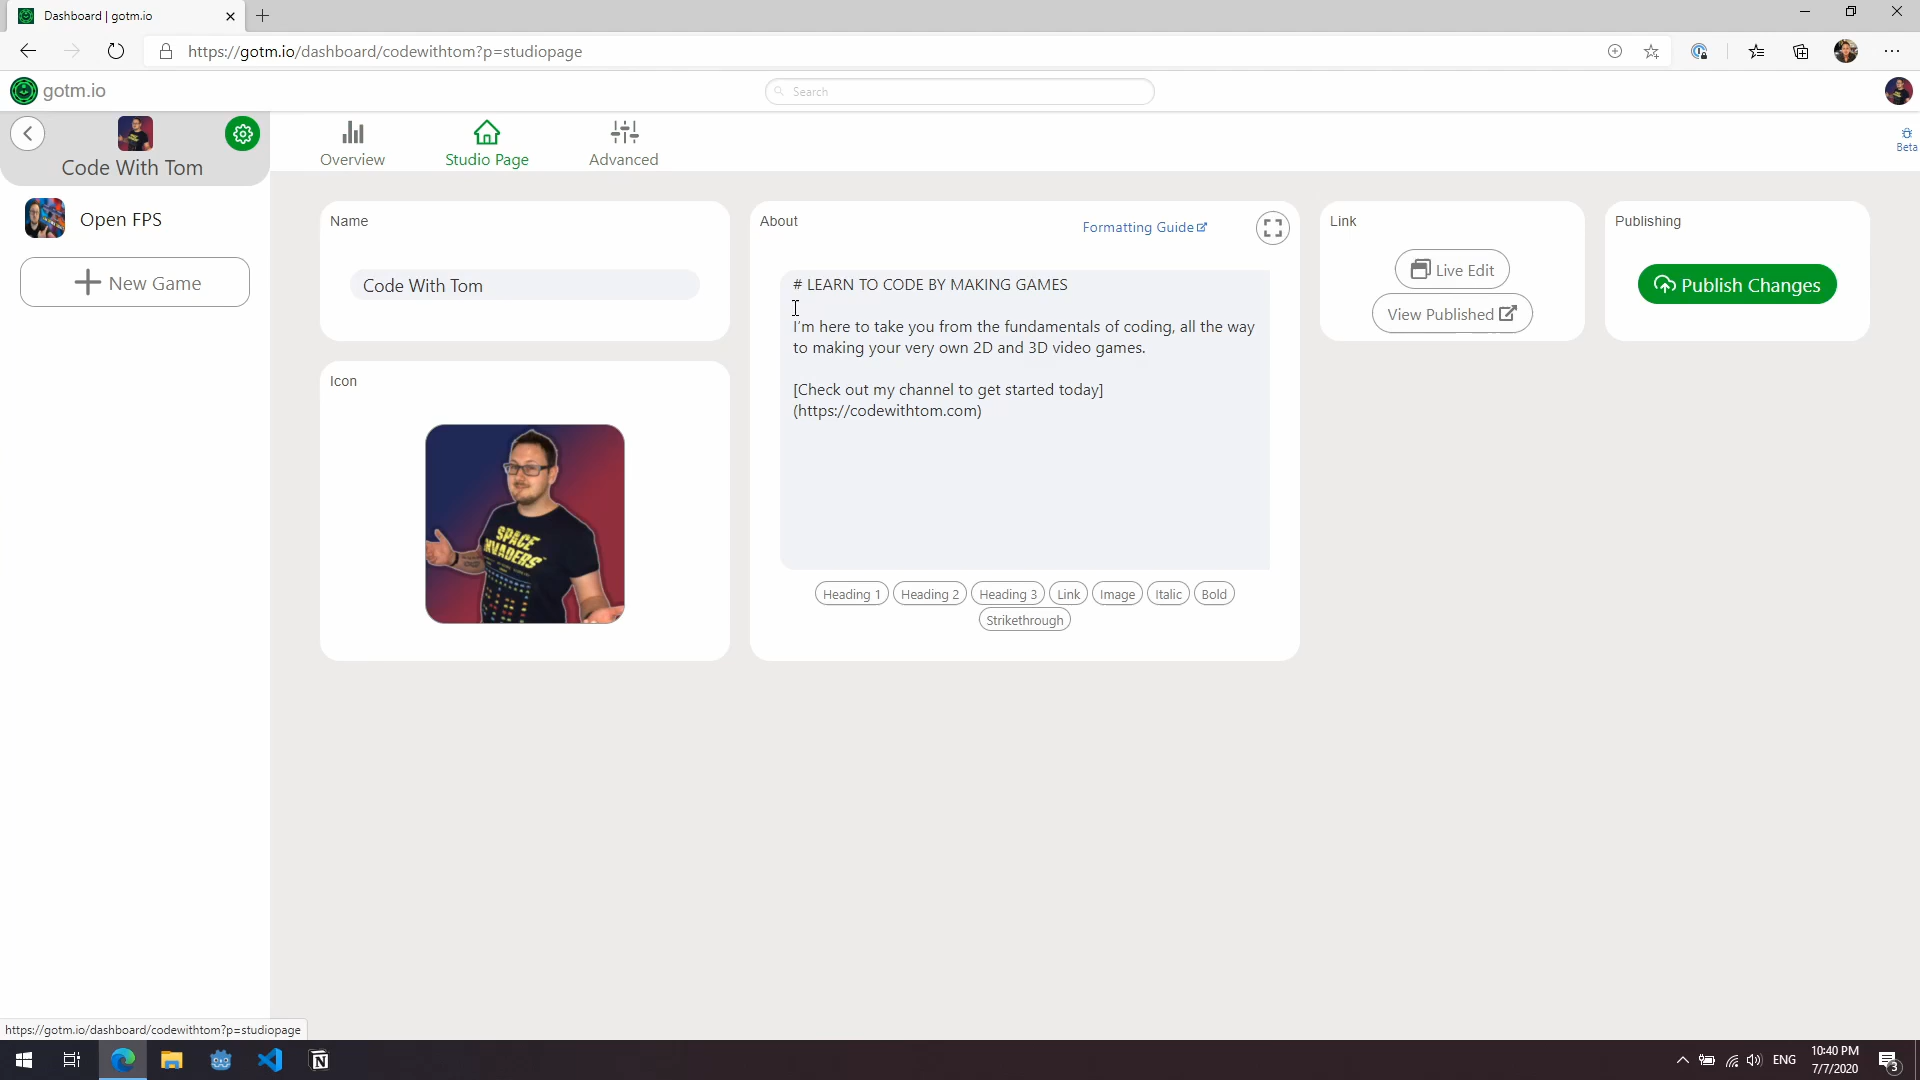 Dashboard | gotm.io
https://gotm.io/dashboard/codewithtom?p=studiopage
gotm.io
Search
Code With Tom
Overview
Studio Page
Advanced
Beta
Open FPS
New Game
Name
Code With Tom
Icon
SPACE
INVADERS
About
Formatting Guide
# LEARN TO CODE BY MAKING GAMES
I'm here to take you from the fundamentals of coding, all the way
to making your very own 2D and 3D video games.
[Check out my channel to get started today]
(https://codewithtom.com)
Heading 1
Heading 2
Heading 3
Link
Image
Italic
Bold
Strikethrough
Link
Live Edit
View Published
Publishing
Publish Changes
https://gotm.io/dashboard/codewithtom?p=studiopage
ENG
10:40 PM
7/7/2020
3